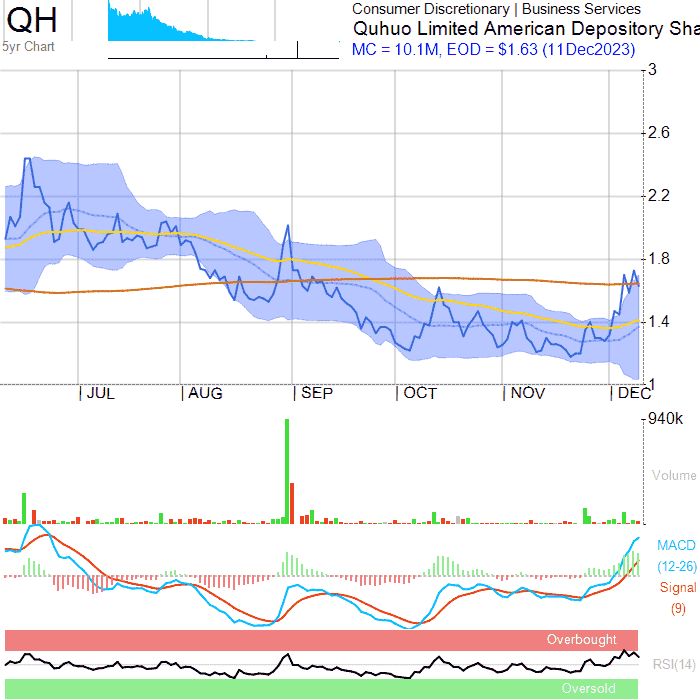 QH
Consumer Discretionary | Business Services
Quhuo Limited American Depository Sha
5yr Chart
MC = 10.1M, EOD = $1.63 (11Dec2023)
3
2.6
2.2
1.8
1.4
1
JUL AUG SEP OCT NOV DEC
940k
Volume
MACD
(12-26)
Signal
(9)
Overbought
RSI(14)
Oversold